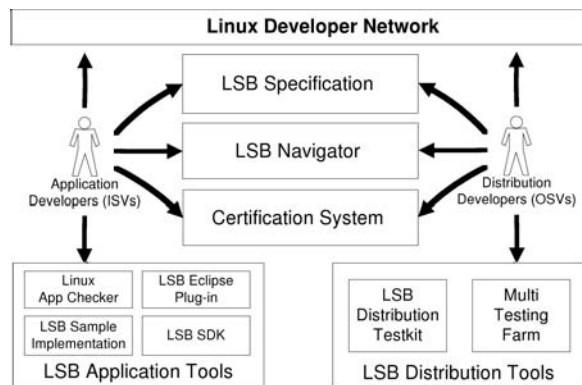 Linux Developer Network
LSB Specification
LSB Navigator
Certification System
Application
Developers (ISVs)
Distribution
Developers (OSVs)
Linux
App Checker
LSB Eclipse
Plug-in
LSB Sample
Implementation
LSB SDK
LSB Application Tools
LSB
Distribution
Testkit
Multi
Testing
Farm
LSB Distribution Tools